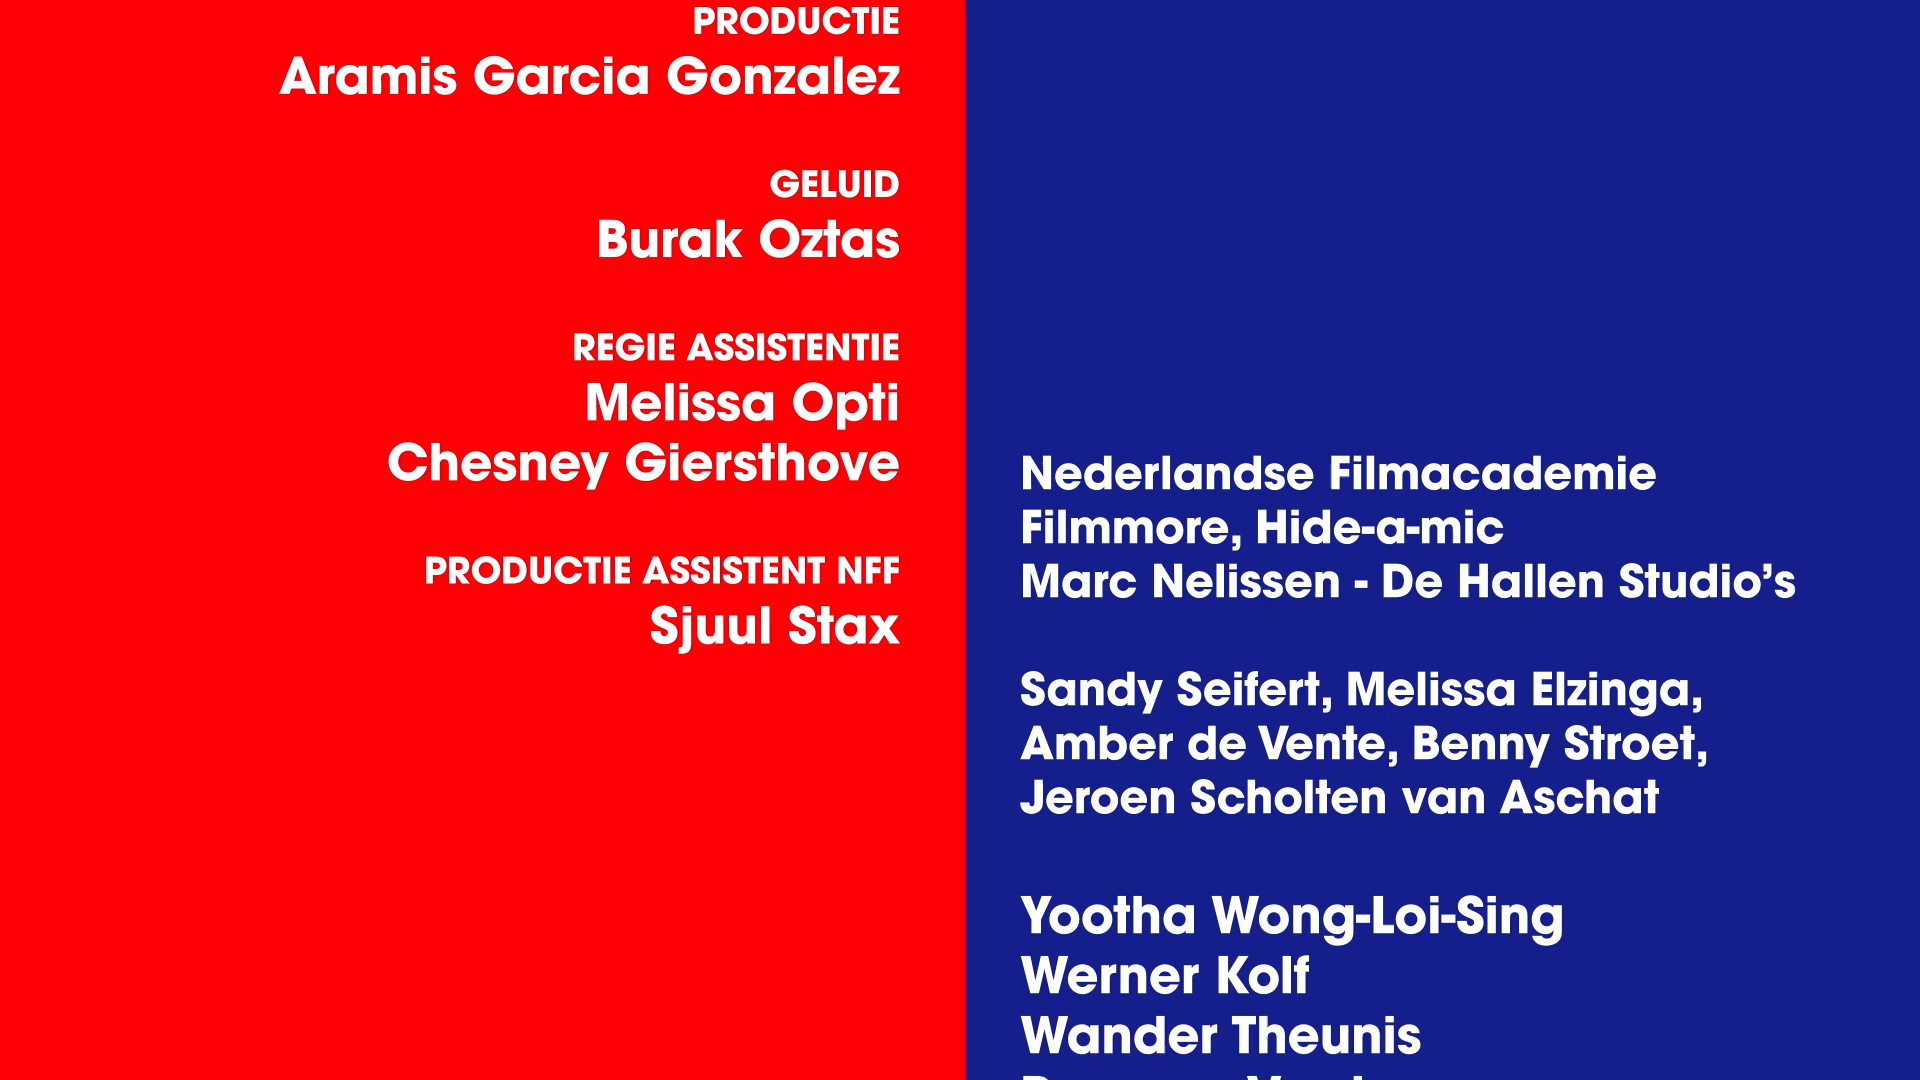 PRODUCTIE
Aramis Garcia Gonzalez
GELUID
Burak Oztas
REGIE ASSISTENTIE
Melissa Opti
Chesney Giersthove
PRODUCTIE ASSISTENT NFF
Sjuul Stax
Nederlandse Filmacademie
Filmmore, Hide-a-mic
Marc Nelissen - De Hallen Studio’s
Sandy Seifert, Melissa Elzinga,
Amber de Vente, Benny Stroet,
Jeroen Scholten van Aschat
Yootha Wong-Loi-Sing
Werner Kolf
Wander Theunis